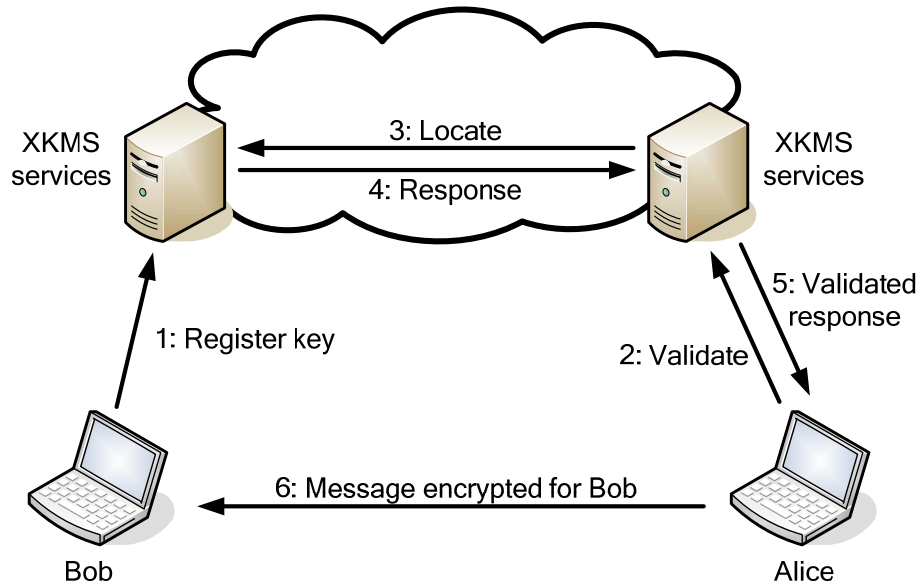 XKMS
services
3: Locate
4: Response
XKMS
services
1: Register key
2: Validate
5: Validated
response
6: Message encrypted for Bob
Bob
Alice